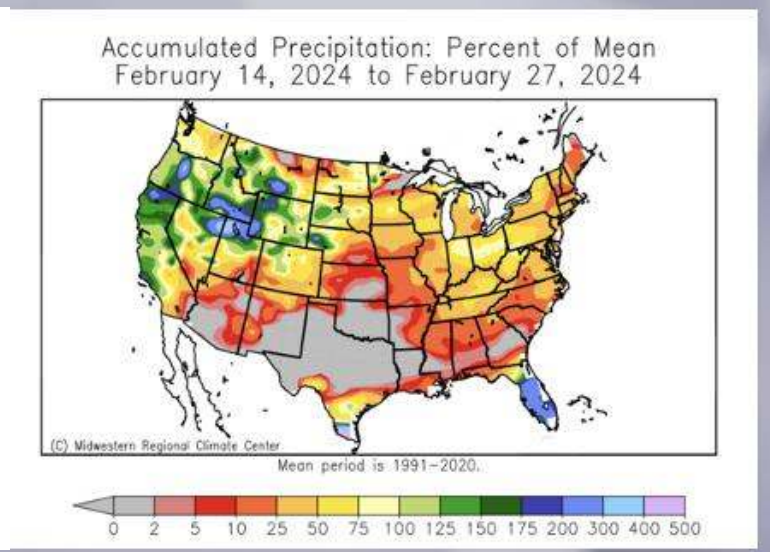 Accumulated Precipitation: Percent of Mean
February 14, 2024 to February 27, 2024
(C) Midwestern Regional Climate Center
Mean period is 1991-2020.
0 2 5 10 25 50 75 100 125 150 175 200 300 400 500